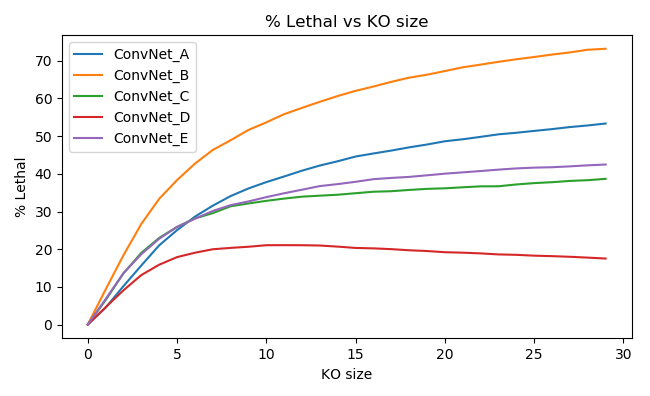 % Lethal vs KO size
ConvNet_A
ConvNet_B
ConvNet_C
ConvNet_D
ConvNet_E
% Lethal
70
60
50
40
30
20
10
0
0 5 10 15 20 25 30
KO size